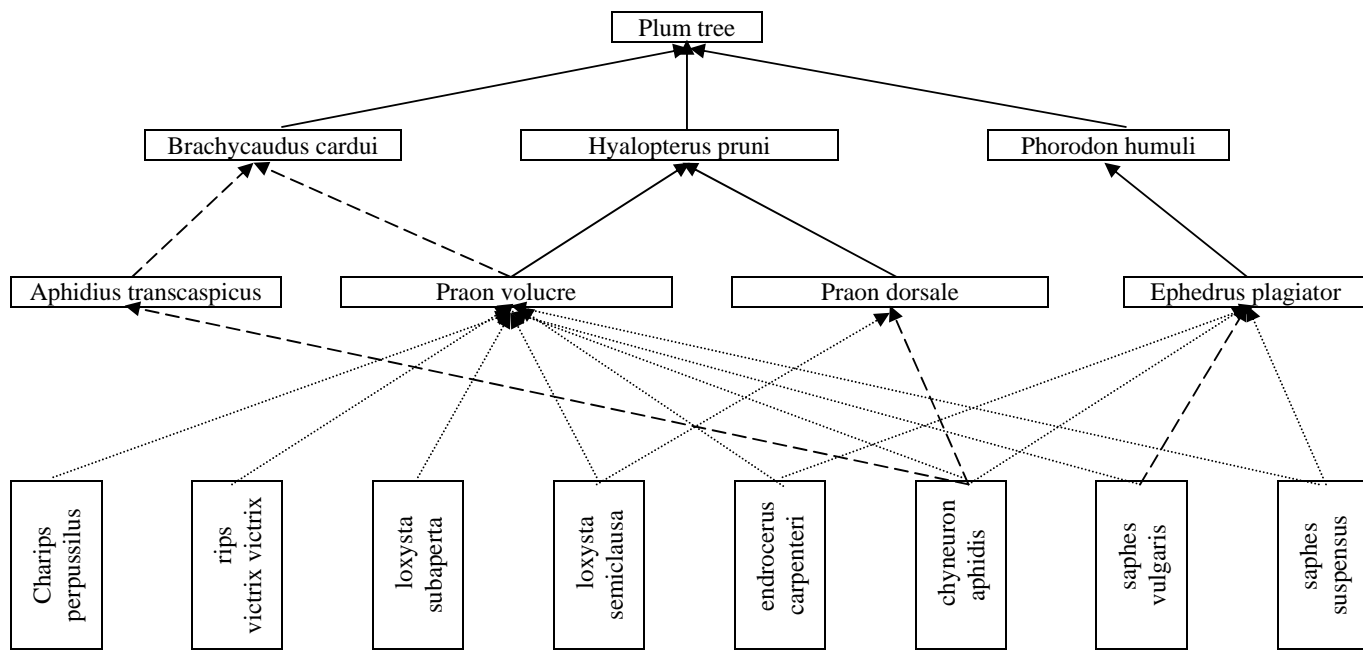 Plum tree
Brachycaudus cardui
Hyalopterus pruni
Phorodon humuli
Aphidius transcaspicus
Praon volucre
Praon dorsale
Ephedrus plagiator
Charips
perpussilus
rips
victrix victrix
loxysta
subaperta
loxysta
semiclausa
endrocerus
carpenteri
chyneuron
aphidis
saphes
vulgaris
saphes
suspensus